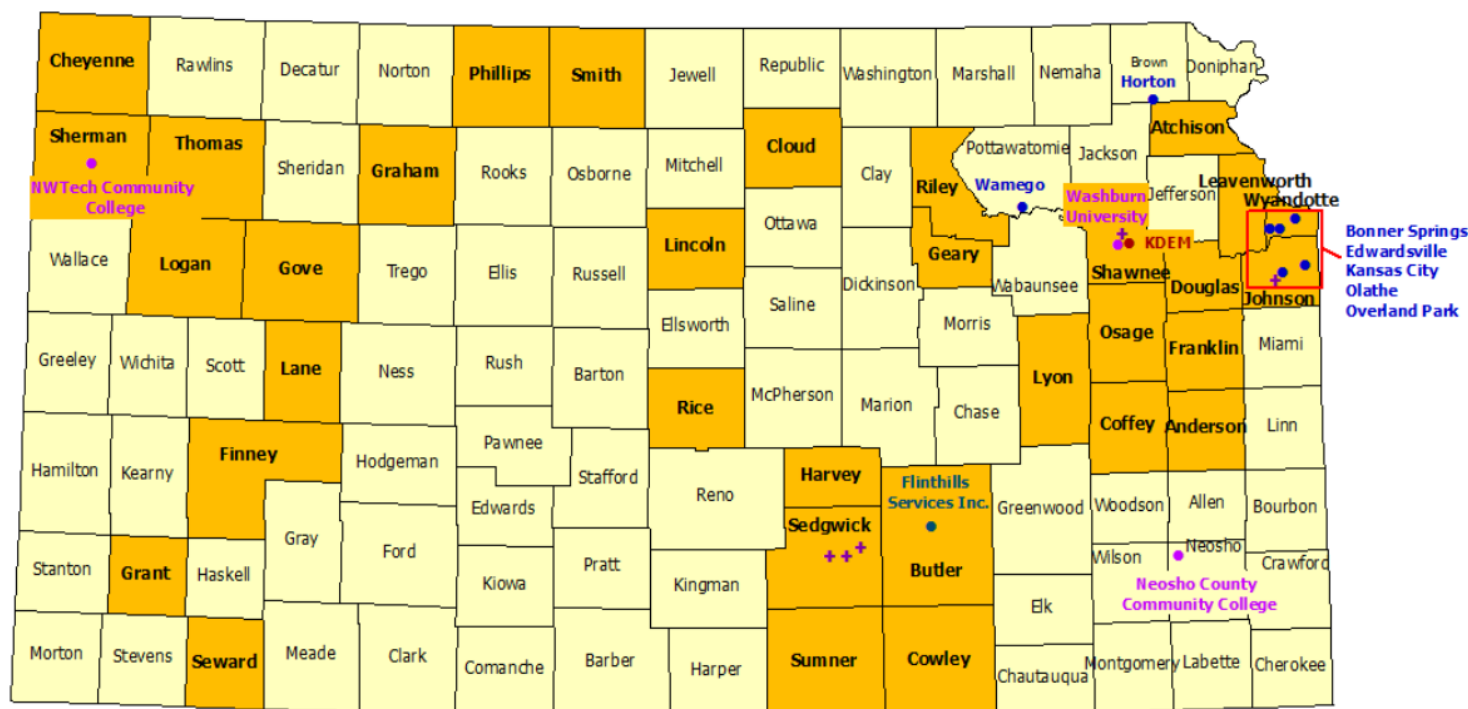 Cheyenne
Rawlins
Decatur
Norton
Phillips
Smith
Jewell
Republic
Washington
Marshall
Nemaha
Brown
Horton
Doniphan
Sherman
Thomas
Sheridan
Graham
Rooks
Osborne
Mitchell
Cloud
Clay
Riley
Pottawatomie
Jackson
Atchison
NWTech Community
College
Wamego
Washburn
University
Jefferson
Leavenworth
Wyandotte
Wallace
Logan
Gove
Trego
Ellis
Russell
Lincoln
Ottawa
Saline
Dickinson
Geary
Wabaunsee
KDEM
Shawnee
Douglas
Johnson
Bonner Springs
Edwardsville
Kansas City
Olathe
Overland Park
Greeley
Wichita
Scott
Lane
Ness
Rush
Barton
Ellsworth
Rice
McPherson
Marion
Morris
Chase
Lyon
Osage
Franklin
Miami
Coffey
Anderson
Linn
Hamilton
Kearny
Finney
Hodgeman
Pawnee
Stafford
Edwards
Reno
Harvey
Sedgwick
Flinthills
Services Inc.
Butler
Greenwood
Woodson
Allen
Bourbon
Stanton
Grant
Haskell
Gray
Ford
Kiowa
Pratt
Kingman
Elk
Wilson
Neosho
Crawford
Neosho County
Community College
Morton
Stevens
Seward
Meade
Clark
Comanche
Barber
Harper
Sumner
Cowley
Chautauqua
Montgomery
Labette
Cherokee